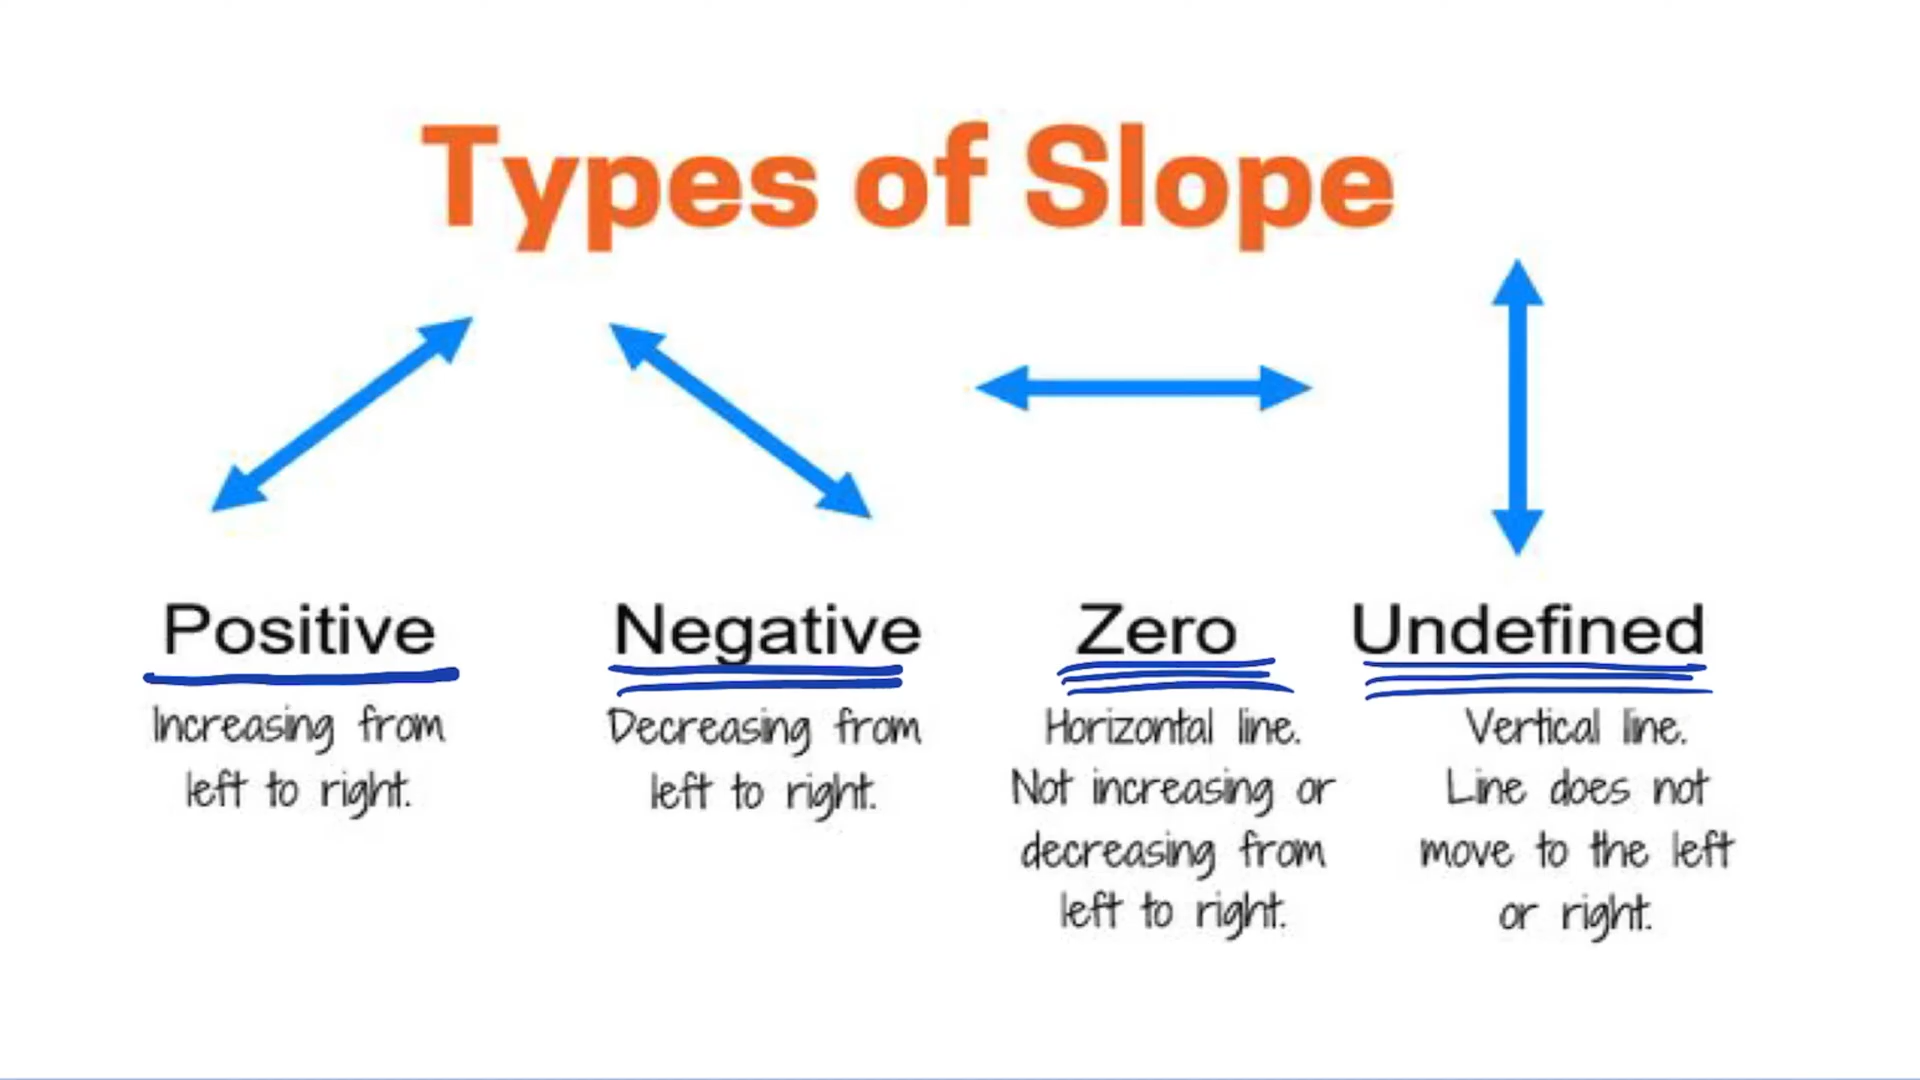 Types of Slope
Positive
Increasing from
left to right.
Negative
Decreasing from
left to right.
Zero
Horizontal line.
Not increasing or
decreasing from
left to right.
Undefined
Vertical line.
Line does not
move to the left
or right.